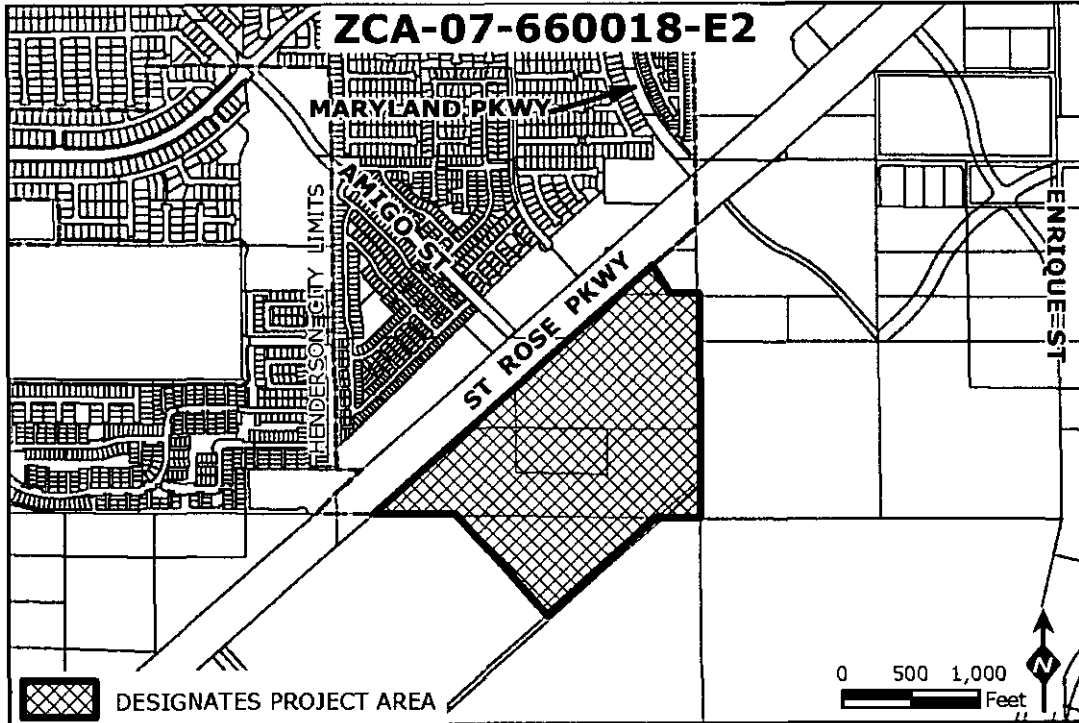 ZCA-07-660018-E2
MARYLAND PKWY
AMIGO ST
HENDERSON CITY LIMITS
ENRIQUE ST
ST ROSE PKWY
DESIGNATES PROJECT AREA
0 500 1,000
Feet
N